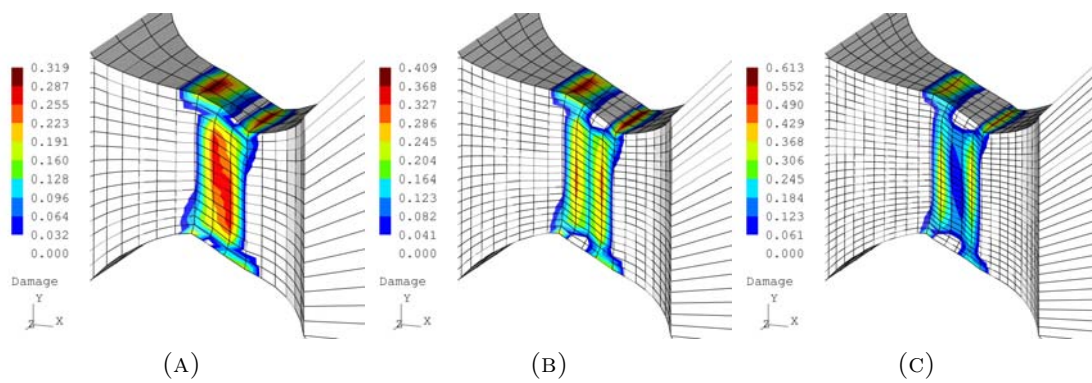 0.319
0.287
0.255
0.223
0.191
0.160
0.128
0.096
0.064
0.032
0.000
Damage
Y
Z X
(A)
0.409
0.368
0.327
0.286
0.245
0.204
0.164
0.123
0.082
0.041
0.000
Damage
Y
Z X
(B)
0.613
0.552
0.490
0.429
0.368
0.306
0.245
0.184
0.123
0.061
0.000
Damage
Y
Z X
(C)